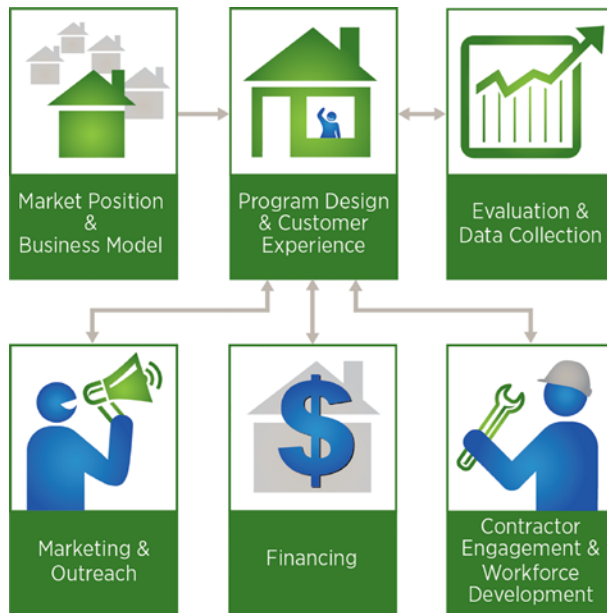 Market Position
&
Business Model
Program Design
& Customer
Experience
Evaluation &
Data Collection
Marketing &
Outreach
$
Financing
Contractor
Engagement &
Workforce
Development